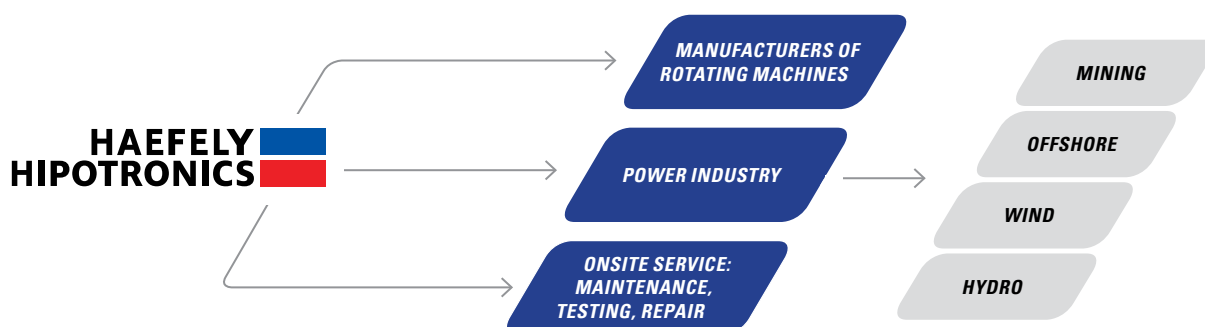 HAEFELY
HIPOTRONICS
MANUFACTURERS OF
ROTATING MACHINES
POWER INDUSTRY
ONSITE SERVICE:
MAINTENANCE,
TESTING, REPAIR
MINING
OFFSHORE
WIND
HYDRO